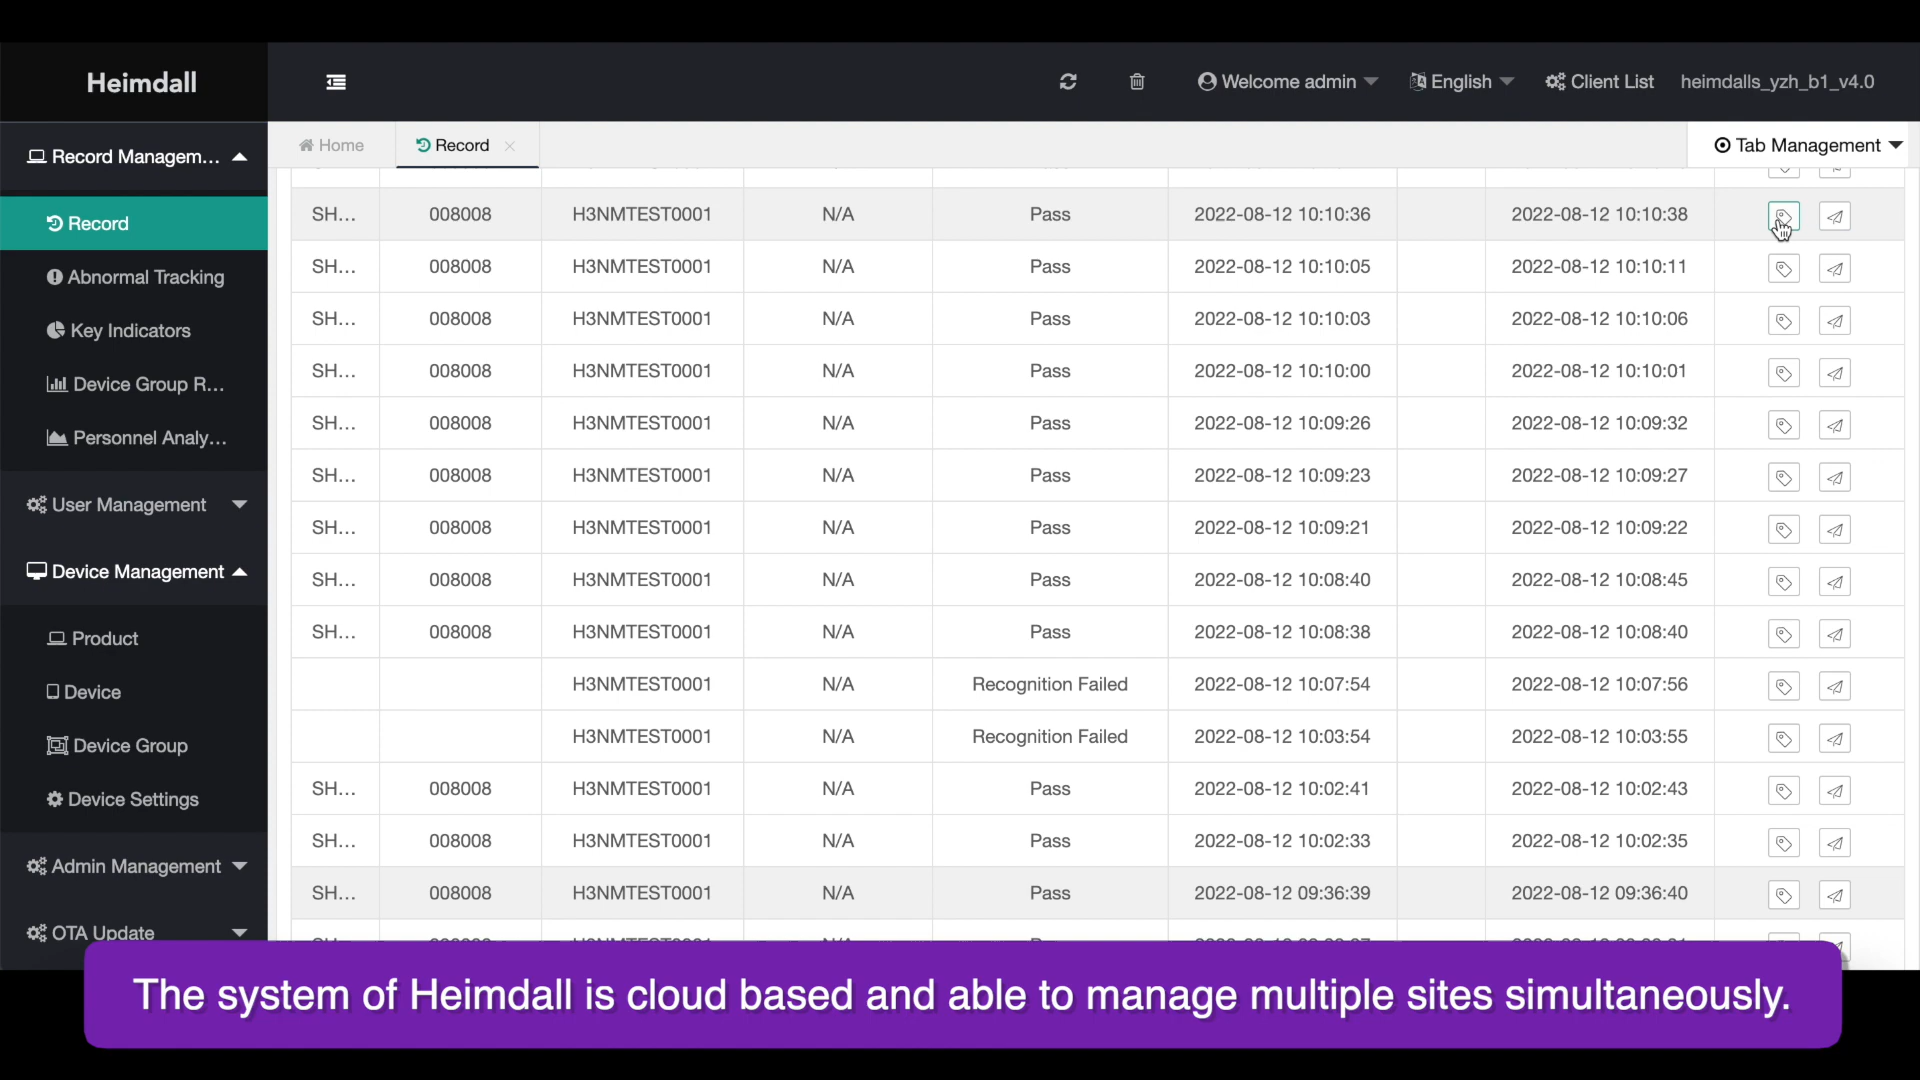 Heimdall
Welcome admin English Client List heimdalls_yzh_b1_v4.0
Record Managem...
Home Record Tab Management
Record
Abnormal Tracking
Key Indicators
Device Group R...
Personnel Analy...
User Management
Device Management
Product
Device
Device Group
Device Settings
Admin Management
OTA Update
SH... 008008 H3NMTEST0001 N/A Pass 2022-08-12 10:10:36 2022-08-12 10:10:38
SH... 008008 H3NMTEST0001 N/A Pass 2022-08-12 10:10:05 2022-08-12 10:10:11
SH... 008008 H3NMTEST0001 N/A Pass 2022-08-12 10:10:03 2022-08-12 10:10:06
SH... 008008 H3NMTEST0001 N/A Pass 2022-08-12 10:10:00 2022-08-12 10:10:01
SH... 008008 H3NMTEST0001 N/A Pass 2022-08-12 10:09:26 2022-08-12 10:09:32
SH... 008008 H3NMTEST0001 N/A Pass 2022-08-12 10:09:23 2022-08-12 10:09:27
SH... 008008 H3NMTEST0001 N/A Pass 2022-08-12 10:09:21 2022-08-12 10:09:22
SH... 008008 H3NMTEST0001 N/A Pass 2022-08-12 10:08:40 2022-08-12 10:08:45
SH... 008008 H3NMTEST0001 N/A Pass 2022-08-12 10:08:38 2022-08-12 10:08:40
H3NMTEST0001 N/A Recognition Failed 2022-08-12 10:07:54 2022-08-12 10:07:56
H3NMTEST0001 N/A Recognition Failed 2022-08-12 10:03:54 2022-08-12 10:03:55
SH... 008008 H3NMTEST0001 N/A Pass 2022-08-12 10:02:41 2022-08-12 10:02:43
SH... 008008 H3NMTEST0001 N/A Pass 2022-08-12 10:02:33 2022-08-12 10:02:35
SH... 008008 H3NMTEST0001 N/A Pass 2022-08-12 09:36:39 2022-08-12 09:36:40
The system of Heimdall is cloud based and able to manage multiple sites simultaneously.